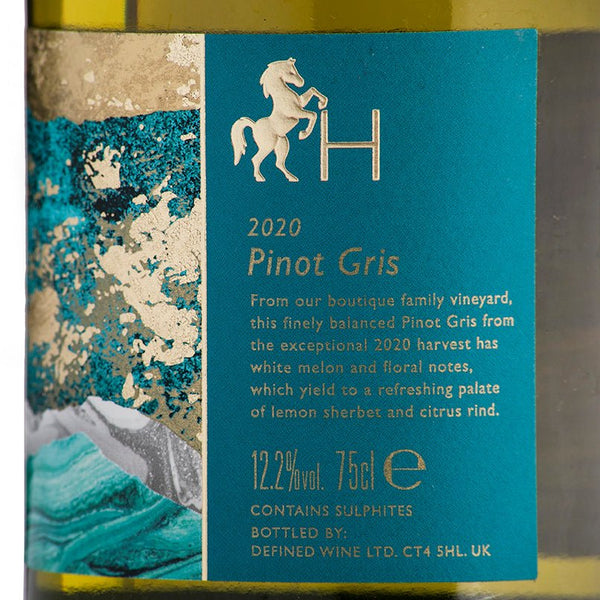 H
2020
Pinot Gris
From our boutique family vineyard,
this finely balanced Pinot Gris from
the exceptional 2020 harvest has
white melon and floral notes,
which yield to a refreshing palate
of lemon sherbet and citrus rind.
12.2%vol. 75cl e
CONTAINS SULPHITES
BOTTLED BY:
DEFINED WINE LTD. CT4 5HL. UK